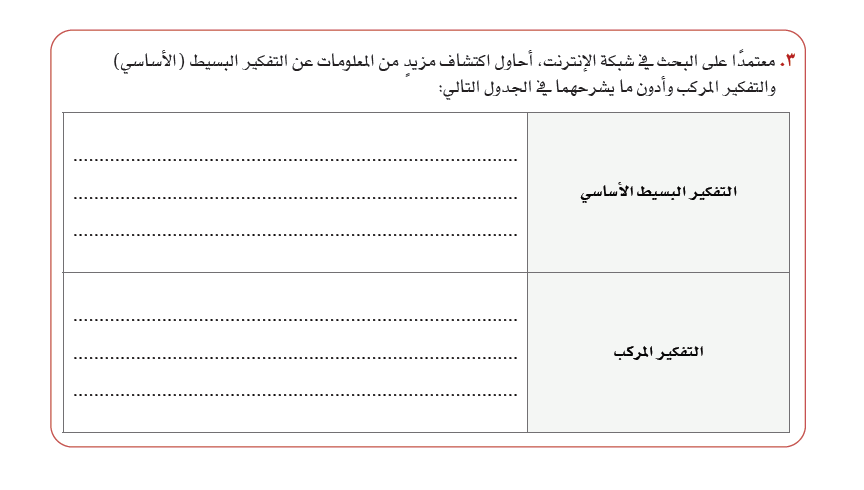 ٣. معتمدًا على البحث في شبكة الإنترنت، أحاول اكتشاف مزيدٍ من المعلومات عن التفكير البسيط (الأساسي)
والتفكير المركب وأدون ما يشرحهما في الجدول التالي:
التفكير البسيط الأساسي
التفكير المركب